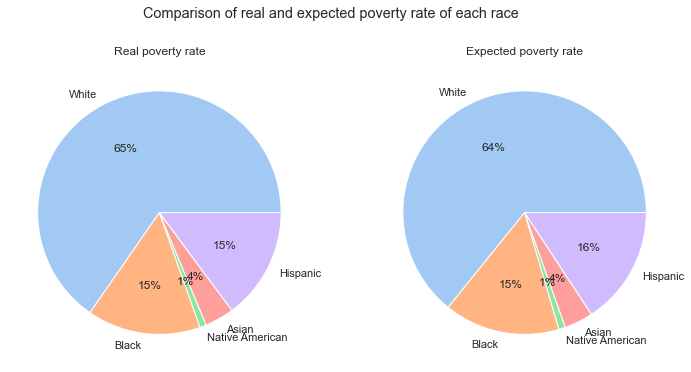 Comparison of real and expected poverty rate of each race
Real poverty rate
White
65%
15%
1%
4%
15%
Black
Native American
Asian
Hispanic
Expected poverty rate
White
64%
15%
1%
4%
16%
Black
Native American
Asian
Hispanic